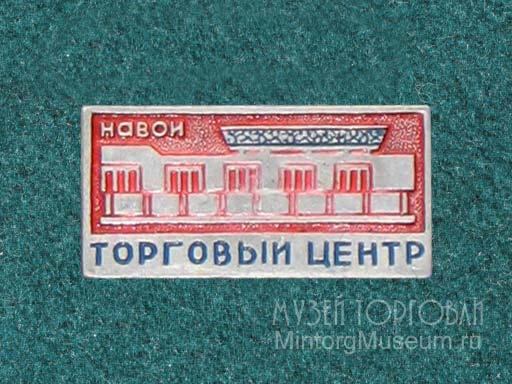 навои
ТОРГОВЫЙ ЦЕНТР
МУЗЕЙ ТОРГОВЛИ
MintorgMuseum.ru